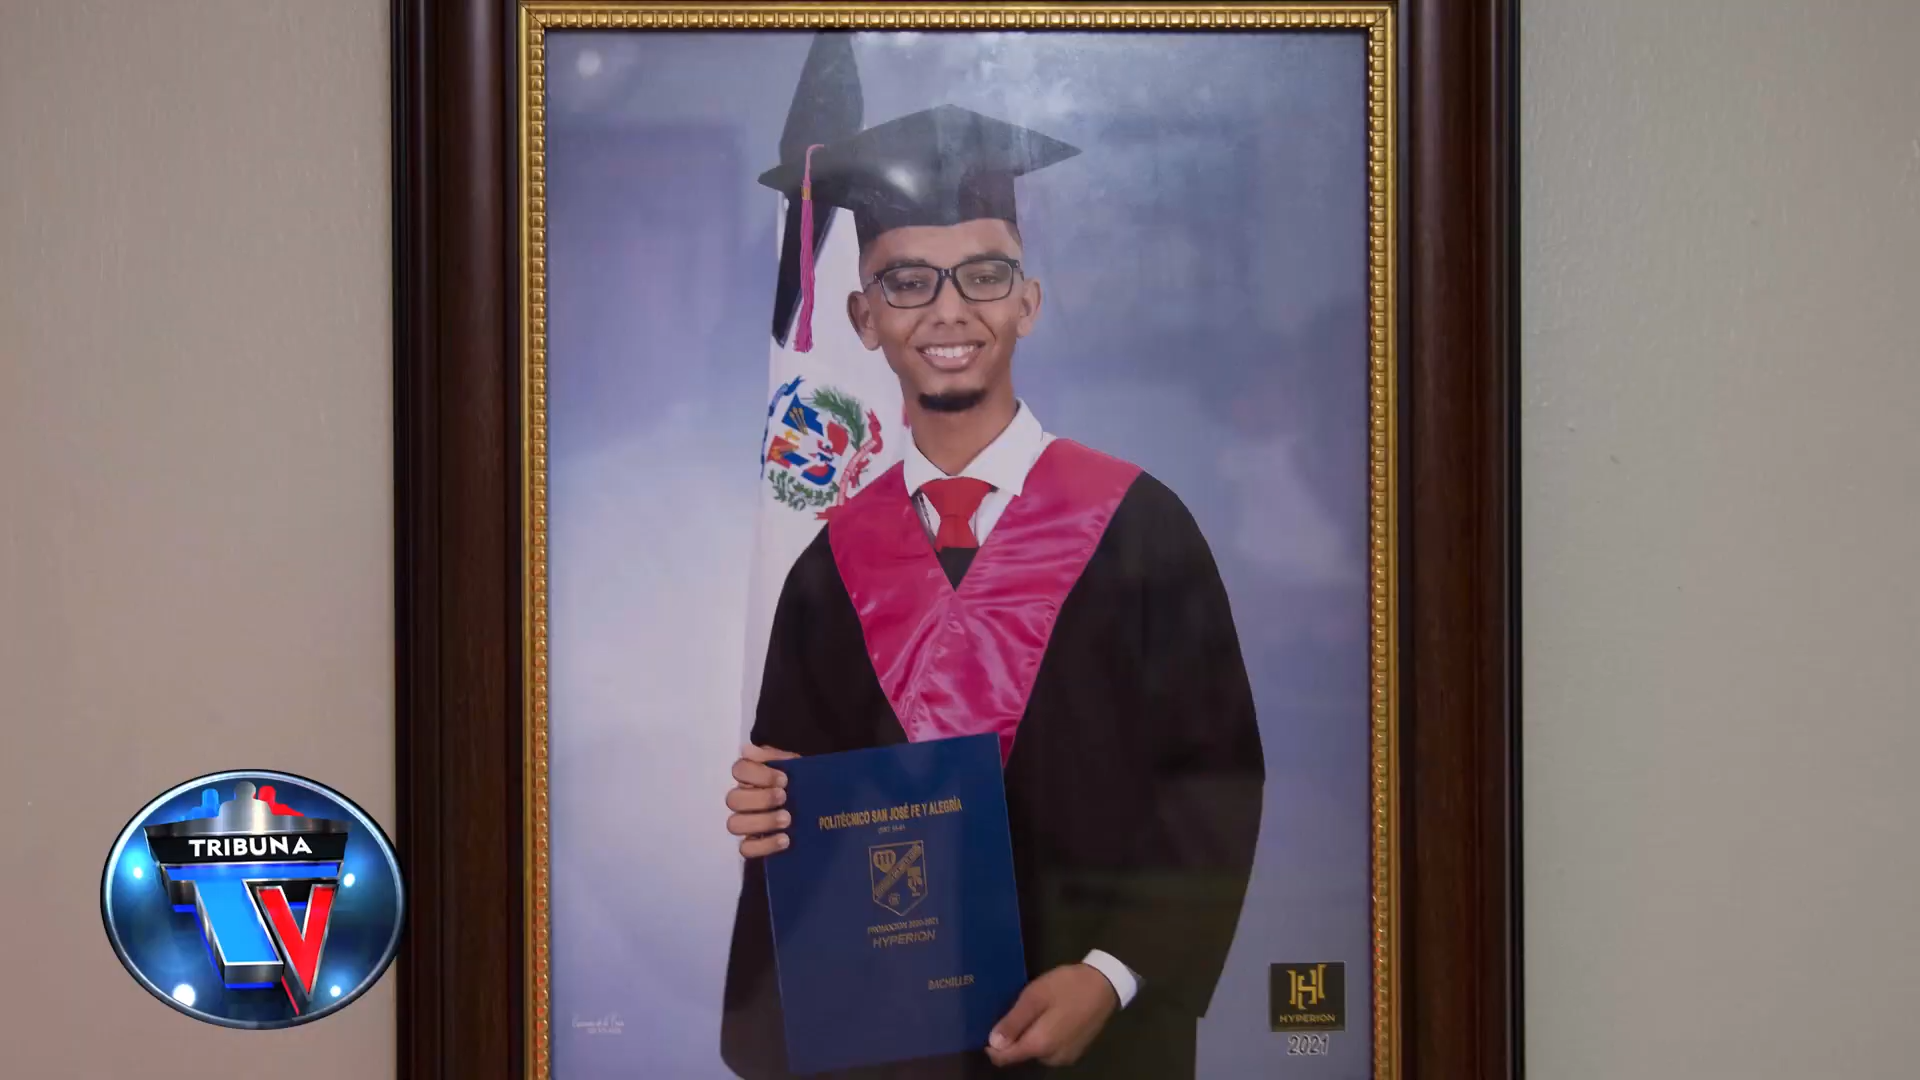 POLITÉCNICO SAN JOSÉ FE Y ALEGRÍA
PROMOCIÓN 2020-2021
HYPERION
BACHILLER
TRIBUNA
TV
HYPERION
2021